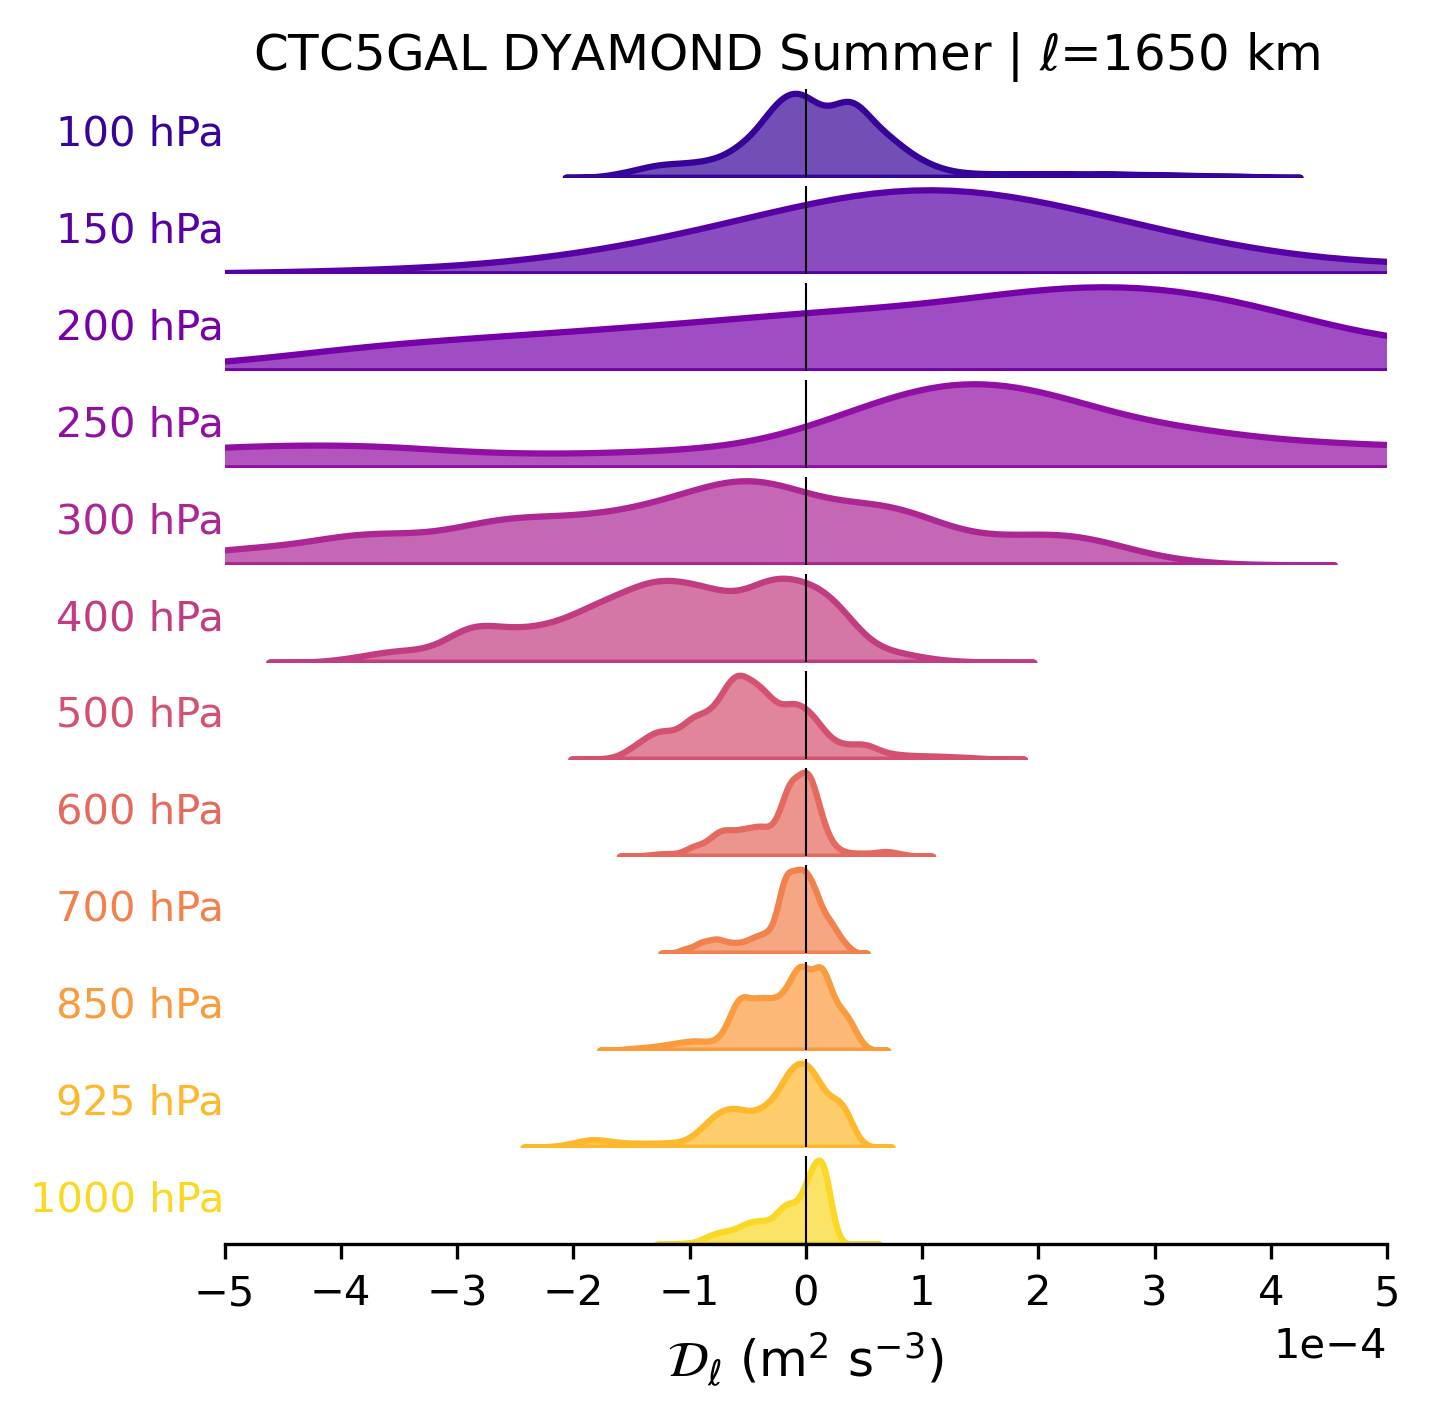 CTC5GAL DYAMOND Summer | ℓ=1650 km
100 hPa
150 hPa
200 hPa
250 hPa
300 hPa
400 hPa
500 hPa
600 hPa
700 hPa
850 hPa
925 hPa
1000 hPa
−5 −4 −3 −2 −1 0 1 2 3 4 5
1e−4
𝒟ℓ (m² s⁻³)